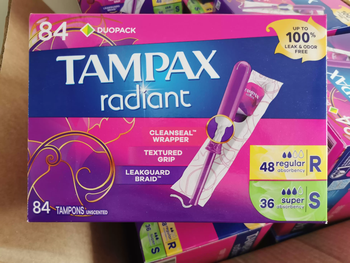 84 DUOPACK
TAMPAX
radiant
UP TO
100%
LEAK & ODOR
FREE
CLEANSEAL™
WRAPPER
TEXTURED
GRIP
LEAKGUARD
BRAID™
TAMPAX
48 regular absorbency R
36 super absorbency S
84 TAMPONS UNSCENTED
S
R